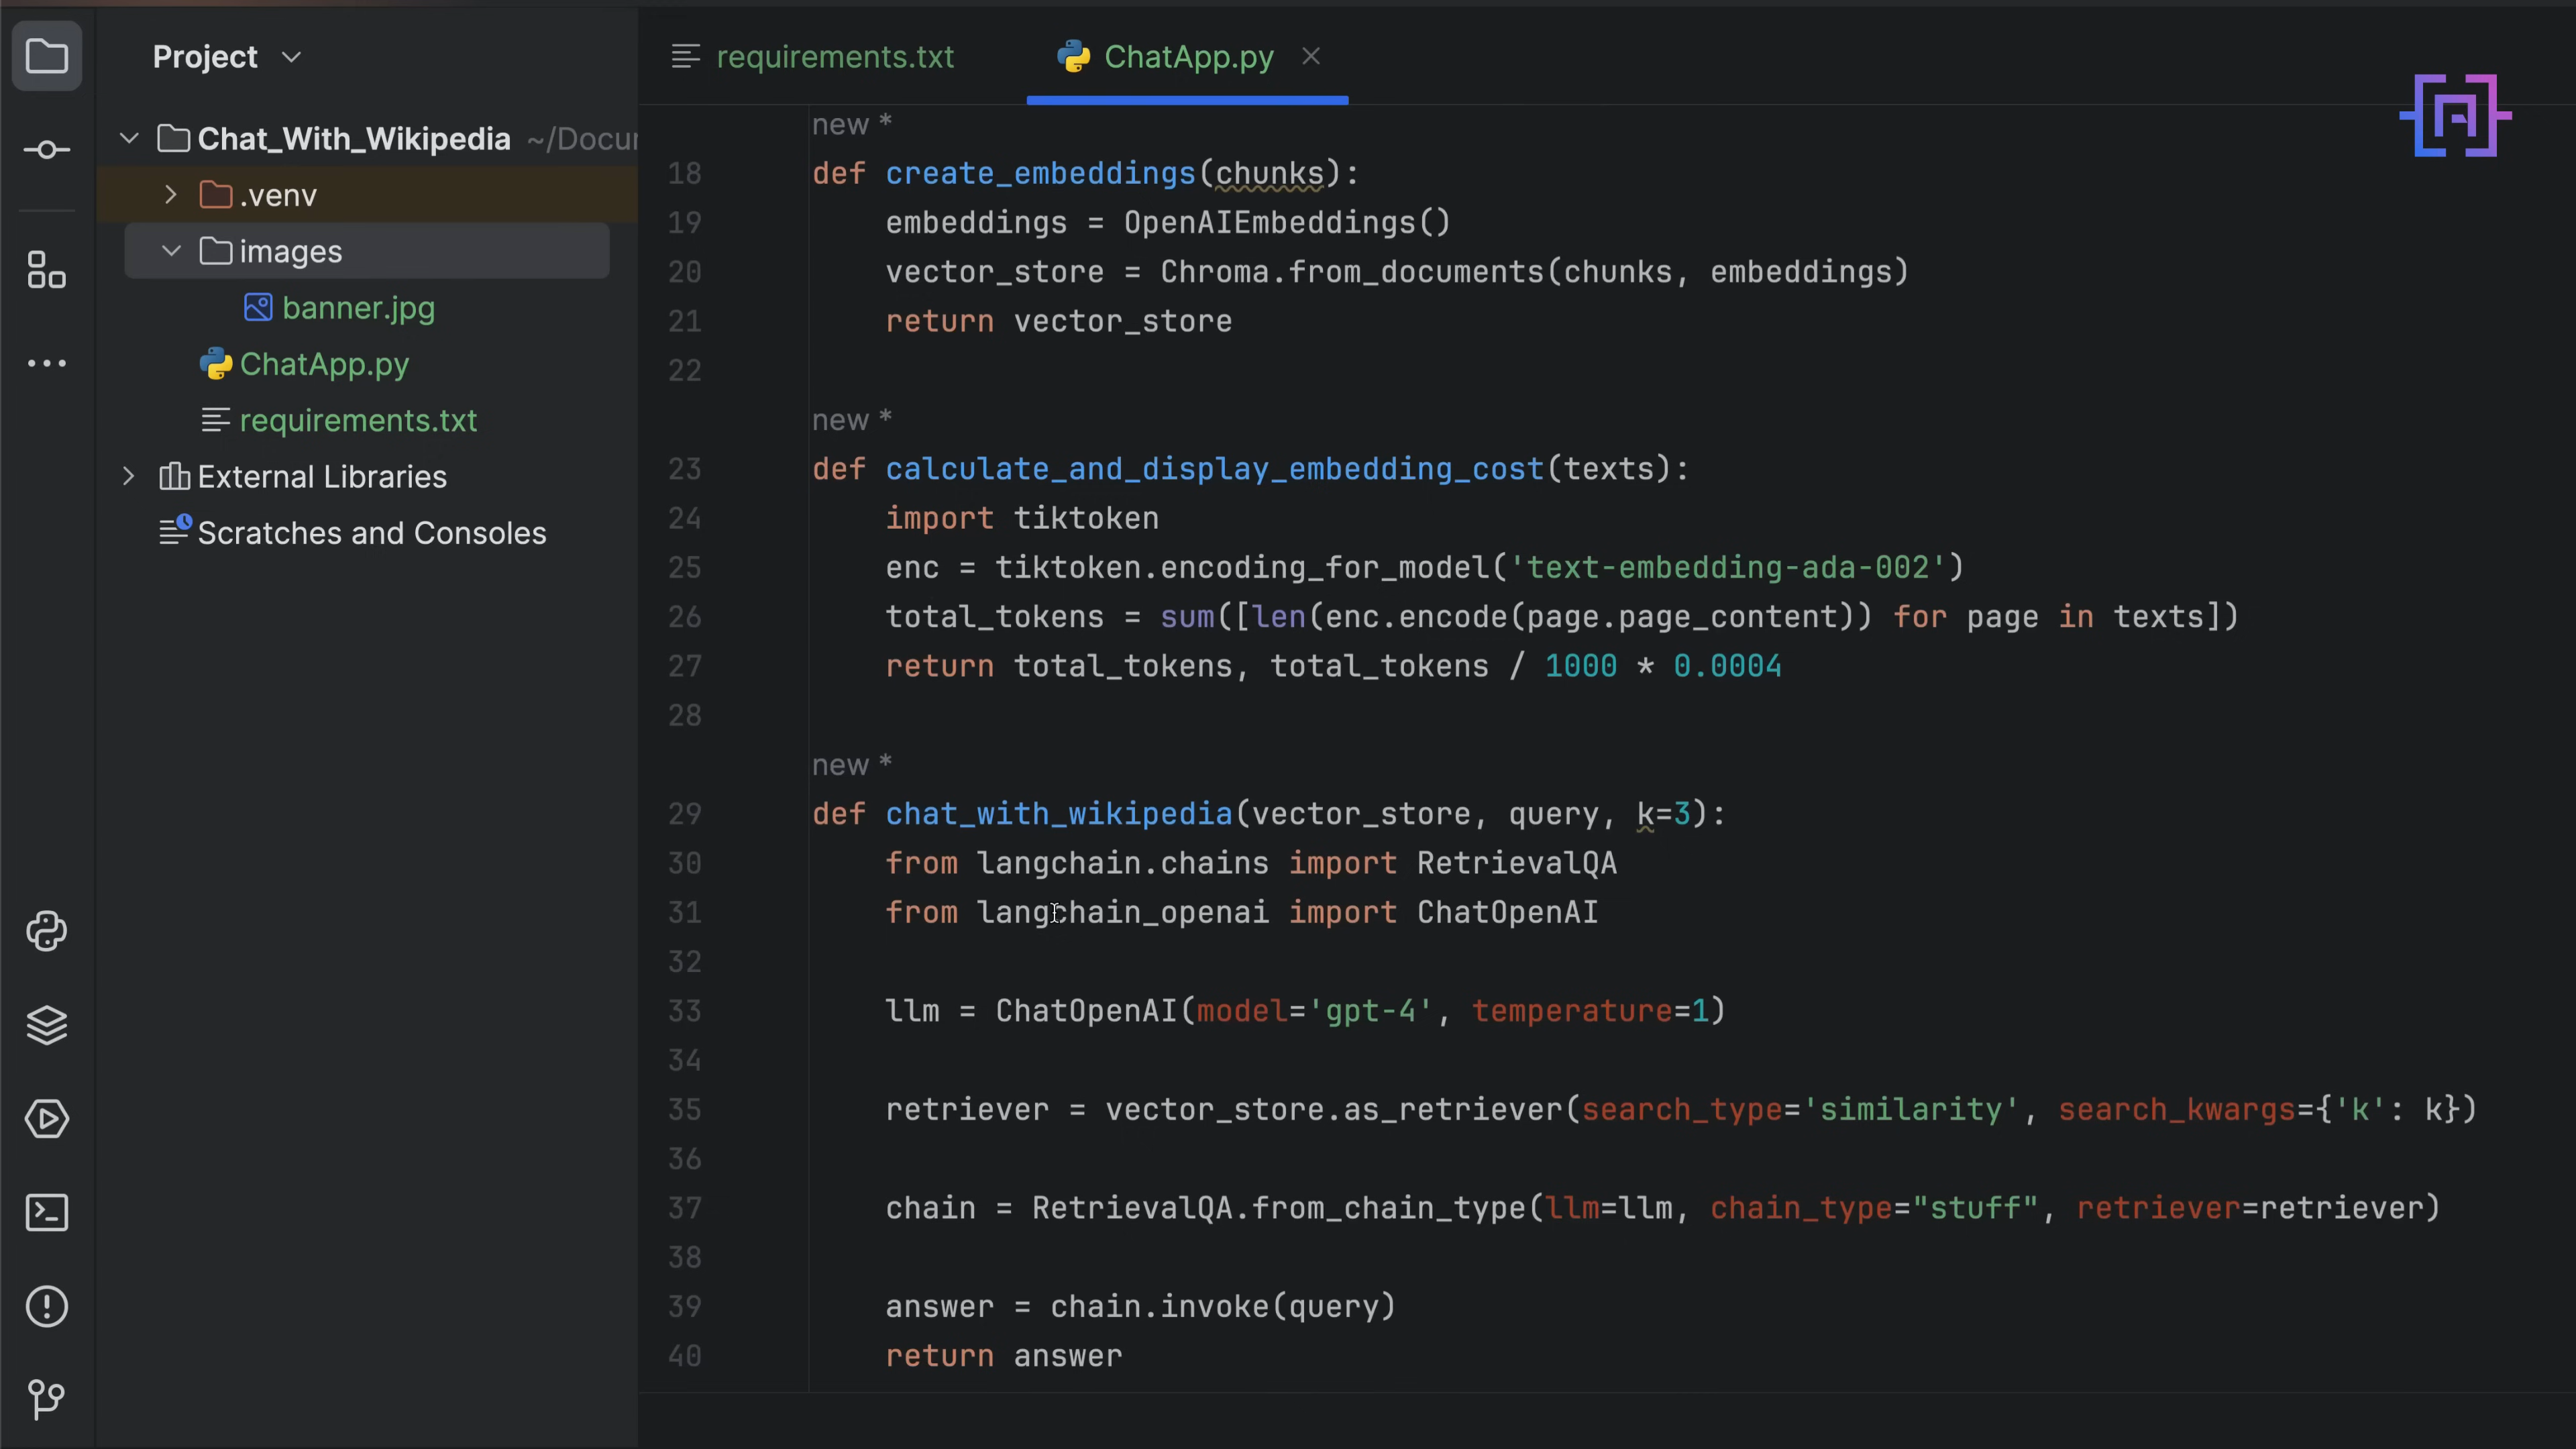 Project
Chat_With_Wikipedia ~/Docu
.venv
images
banner.jpg
ChatApp.py
requirements.txt
External Libraries
Scratches and Consoles
requirements.txt
ChatApp.py
new *
18 def create_embeddings(chunks):
19 embeddings = OpenAIEmbeddings()
20 vector_store = Chroma.from_documents(chunks, embeddings)
21 return vector_store
22
new *
23 def calculate_and_display_embedding_cost(texts):
24 import tiktoken
25 enc = tiktoken.encoding_for_model('text-embedding-ada-002')
26 total_tokens = sum([len(enc.encode(page.page_content)) for page in texts])
27 return total_tokens, total_tokens / 1000 * 0.0004
28
new *
29 def chat_with_wikipedia(vector_store, query, k=3):
30 from langchain.chains import RetrievalQA
31 from langchain_openai import ChatOpenAI
32
33 llm = ChatOpenAI(model='gpt-4', temperature=1)
34
35 retriever = vector_store.as_retriever(search_type='similarity', search_kwargs={'k': k})
36
37 chain = RetrievalQA.from_chain_type(llm=llm, chain_type="stuff", retriever=retriever)
38
39 answer = chain.invoke(query)
40 return answer